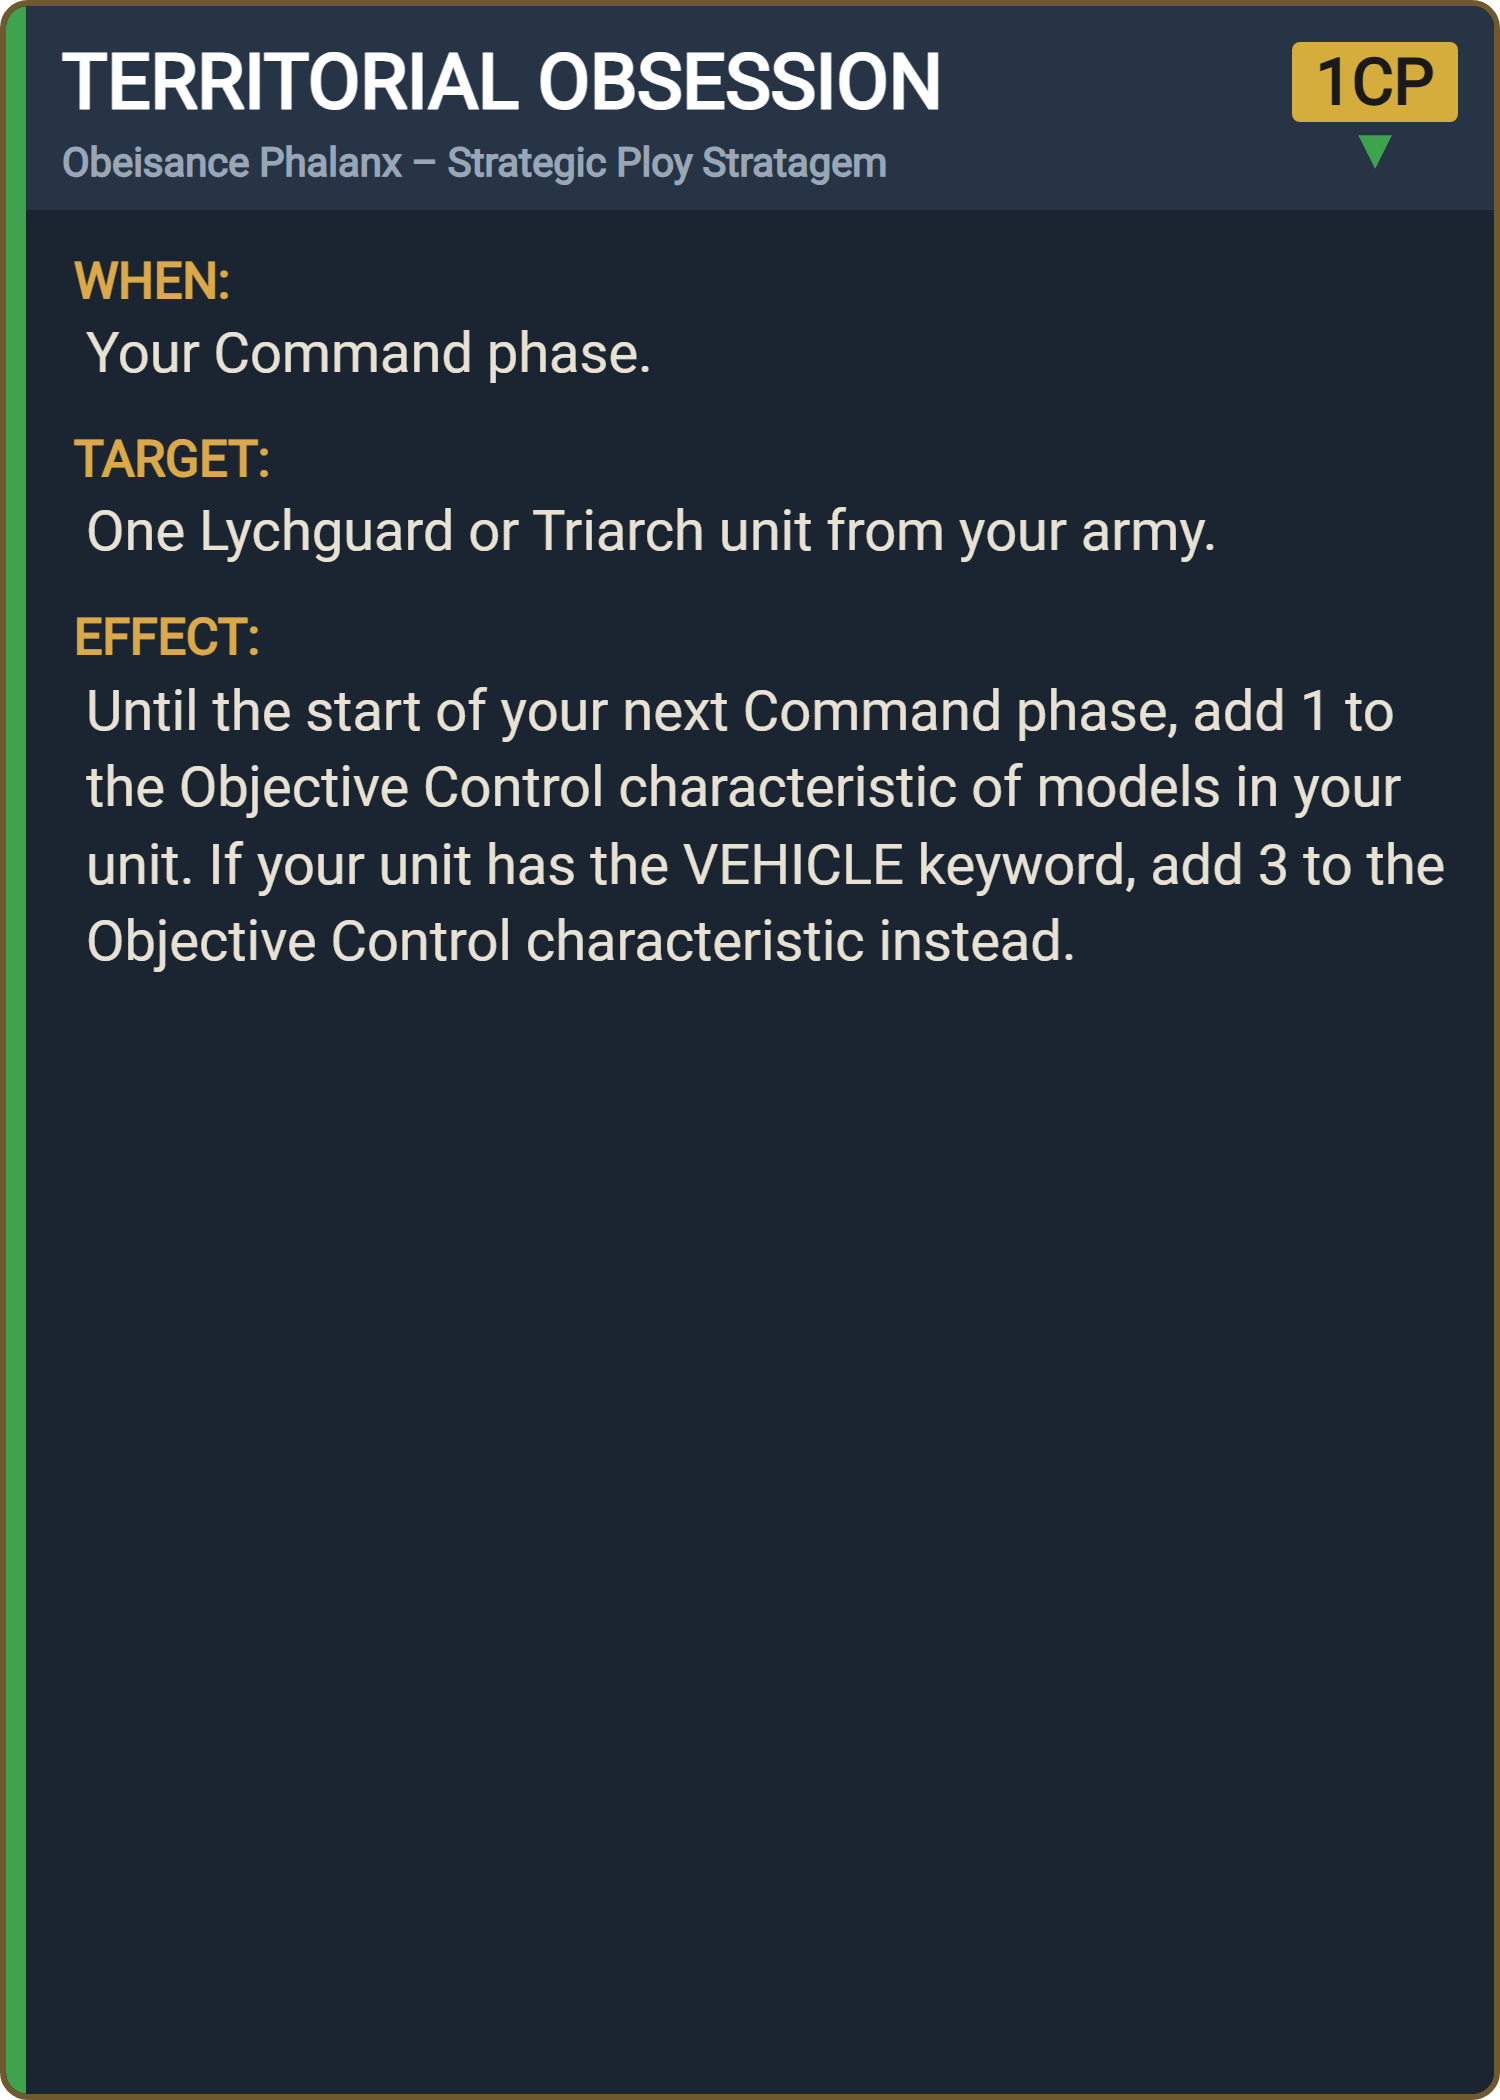 TERRITORIAL OBSESSION
1CP
Obeisance Phalanx – Strategic Ploy Stratagem
WHEN:
Your Command phase.
TARGET:
One Lychguard or Triarch unit from your army.
EFFECT:
Until the start of your next Command phase, add 1 to
the Objective Control characteristic of models in your
unit. If your unit has the VEHICLE keyword, add 3 to the
Objective Control characteristic instead.